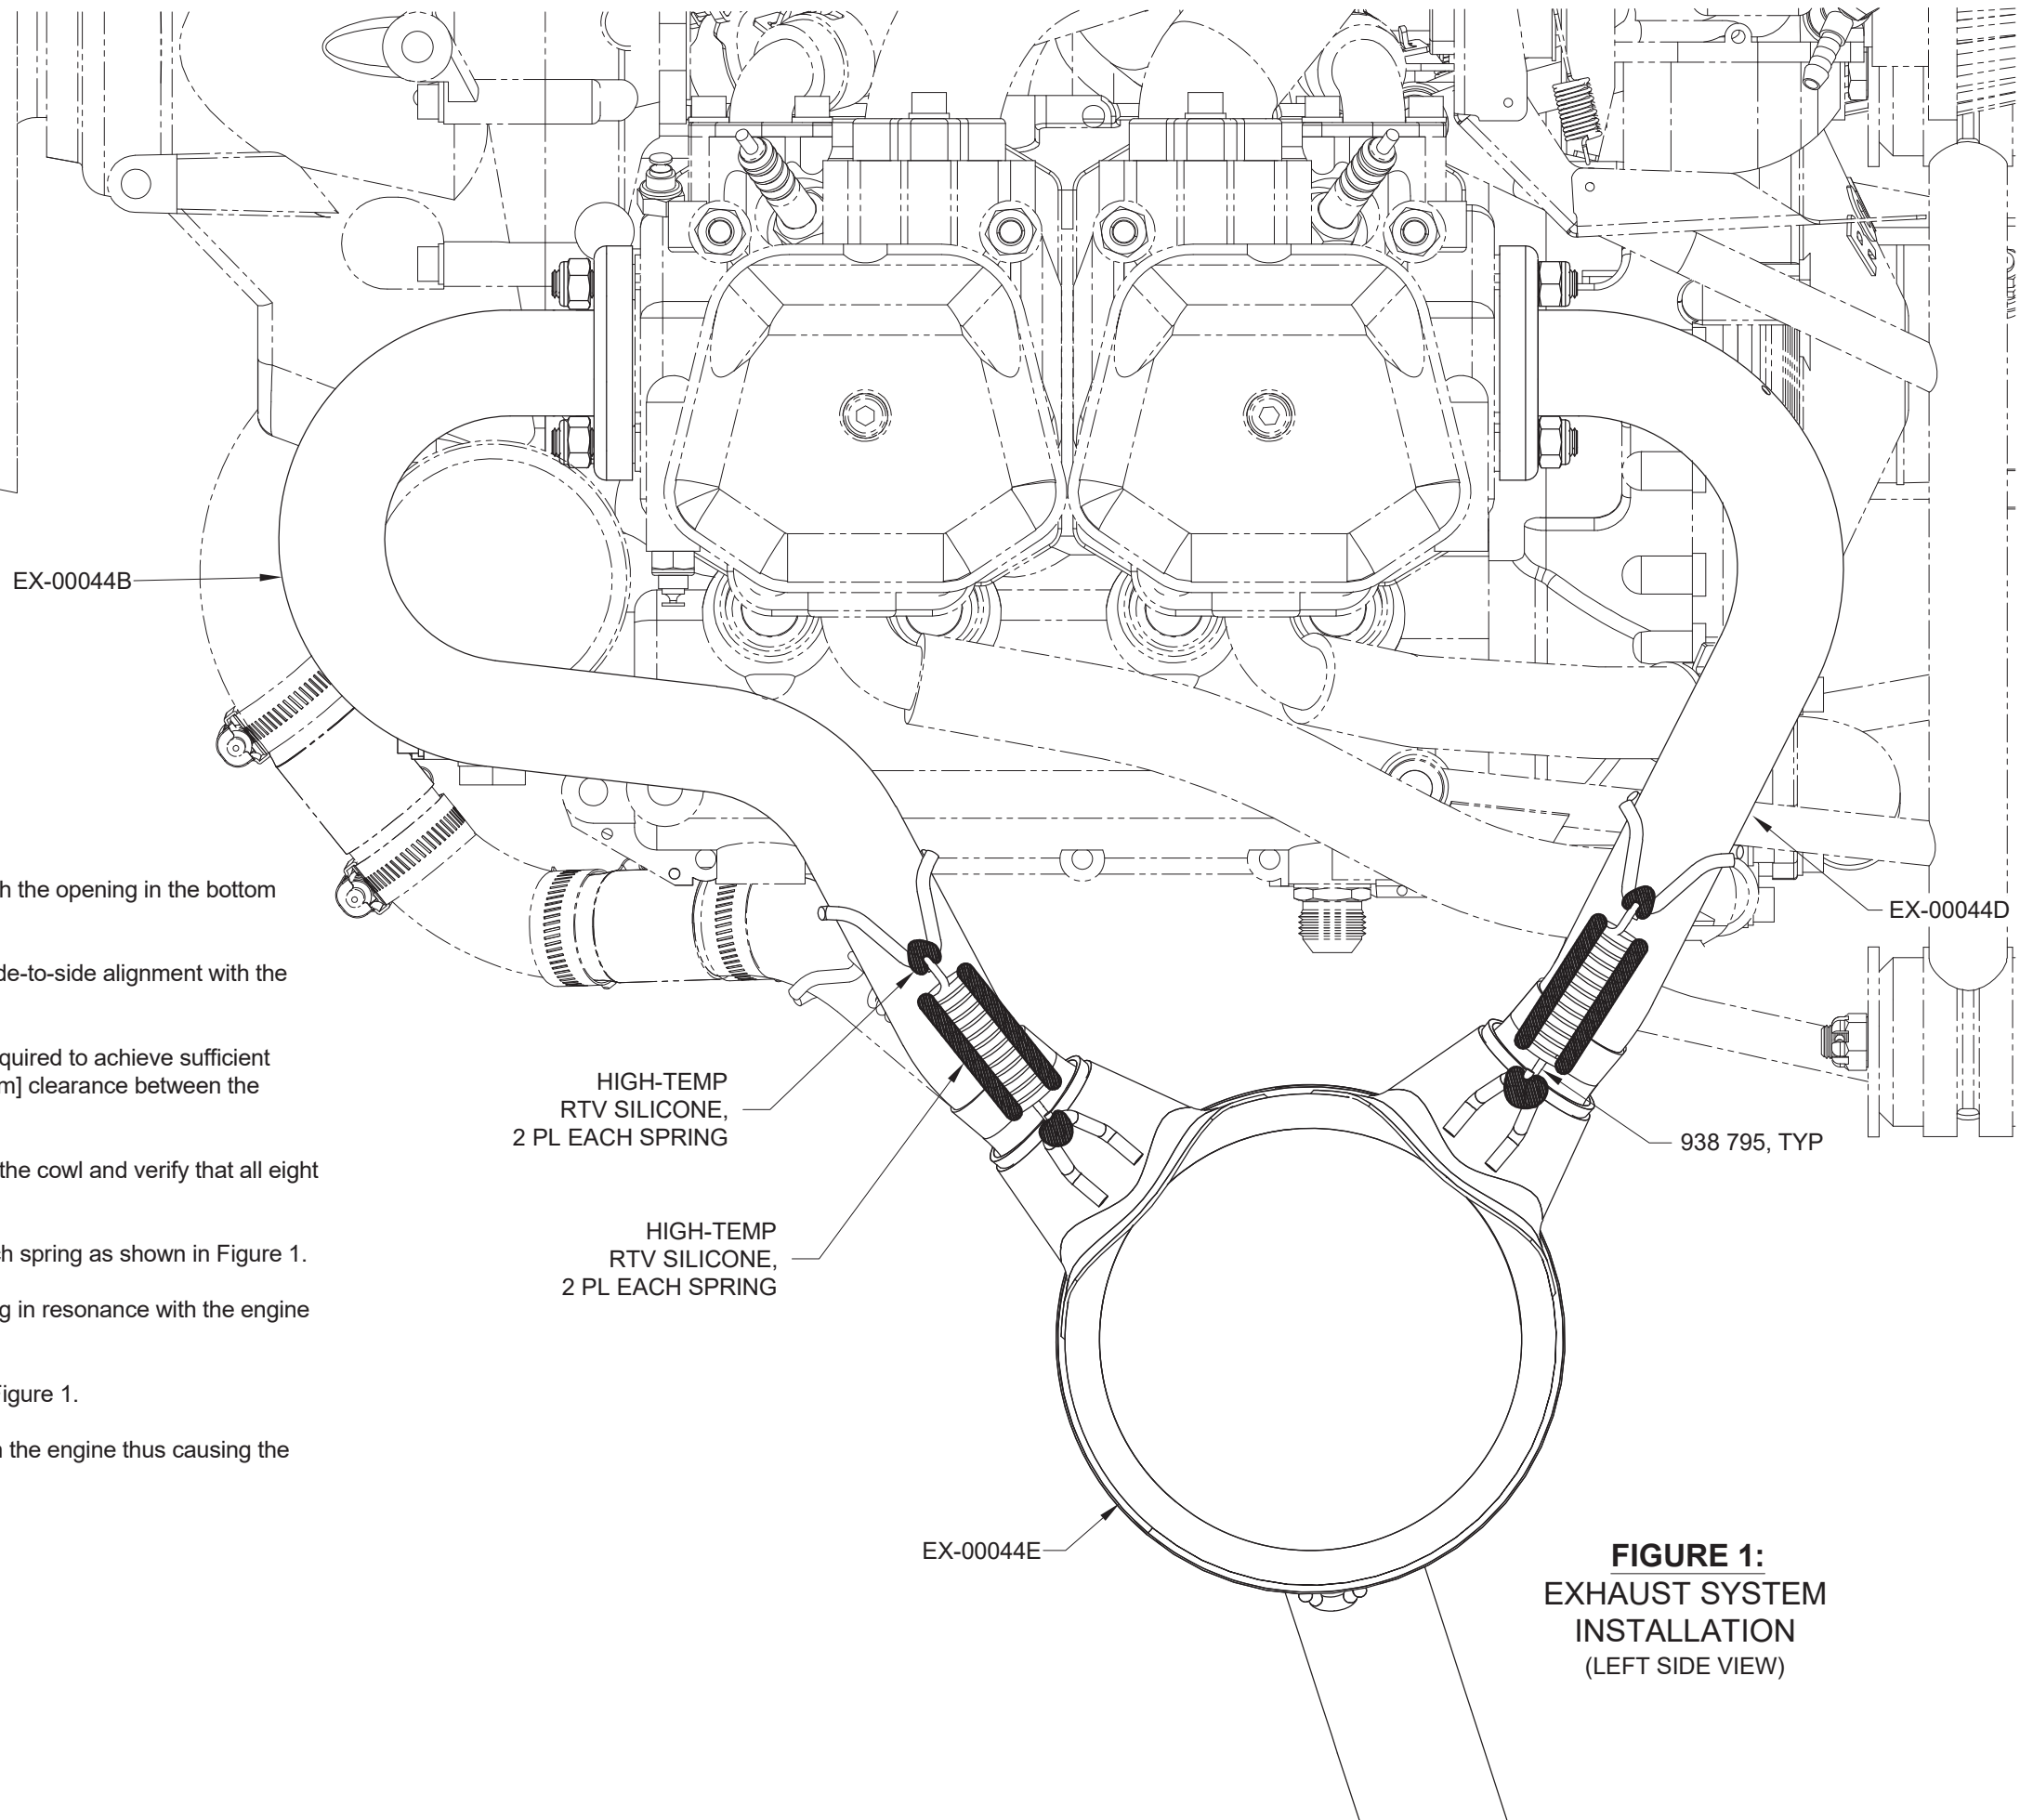 EX-00044B
h the opening in the bottom
de-to-side alignment with the
quired to achieve sufficient
m] clearance between the
the cowl and verify that all eight
ch spring as shown in Figure 1.
g in resonance with the engine
Figure 1.
n the engine thus causing the
HIGH-TEMP
RTV SILICONE,
2 PL EACH SPRING
HIGH-TEMP
RTV SILICONE,
2 PL EACH SPRING
EX-00044D
938 795, TYP
EX-00044E
FIGURE 1:
EXHAUST SYSTEM
INSTALLATION
(LEFT SIDE VIEW)